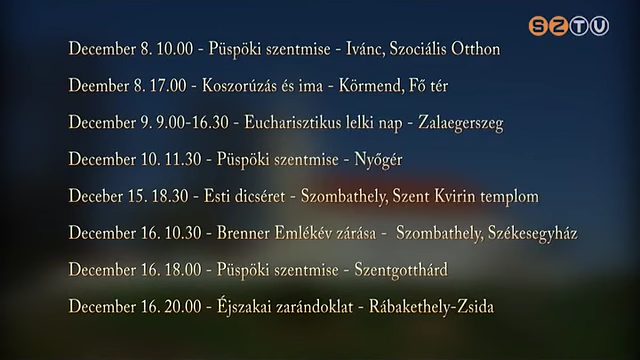 SZTV
December 8. 10.00 - Püspöki szentmise - Ivánc, Szociális Otthon
Deember 8. 17.00 - Koszorúzás és ima - Körmend, Fő tér
December 9. 9.00-16.30 - Eucharisztikus lelki nap - Zalaegerszeg
December 10. 11.30 - Püspöki szentmise - Nyőgér
Deceber 15. 18.30 - Esti dicséret - Szombathely, Szent Kvirin templom
December 16. 10.30 - Brenner Emlékév zárása - Szombathely, Székesegyház
December 16. 18.00 - Püspöki szentmise - Szentgotthárd
December 16. 20.00 - Éjszakai zarándoklat - Rábakethely-Zsida